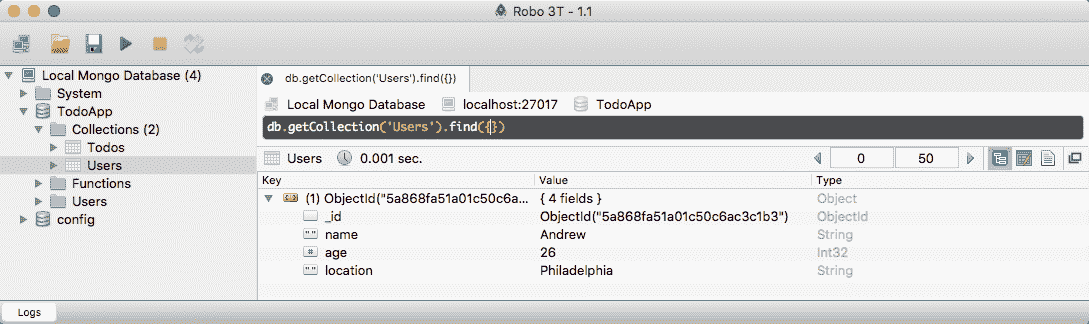 Robo 3T - 1.1
Local Mongo Database (4)
System
TodoApp
Collections (2)
Todos
Users
Functions
Users
config
db.getCollection('Users').find({})
Local Mongo Database localhost:27017 TodoApp
db.getCollection('Users').find({})
Users 0.001 sec. 0 50
Key Value Type
(1) ObjectId("5a868fa51a01c50c6a... { 4 fields } Object
_id ObjectId("5a868fa51a01c50c6ac3c1b3") ObjectId
name Andrew String
age 26 Int32
location Philadelphia String
Logs